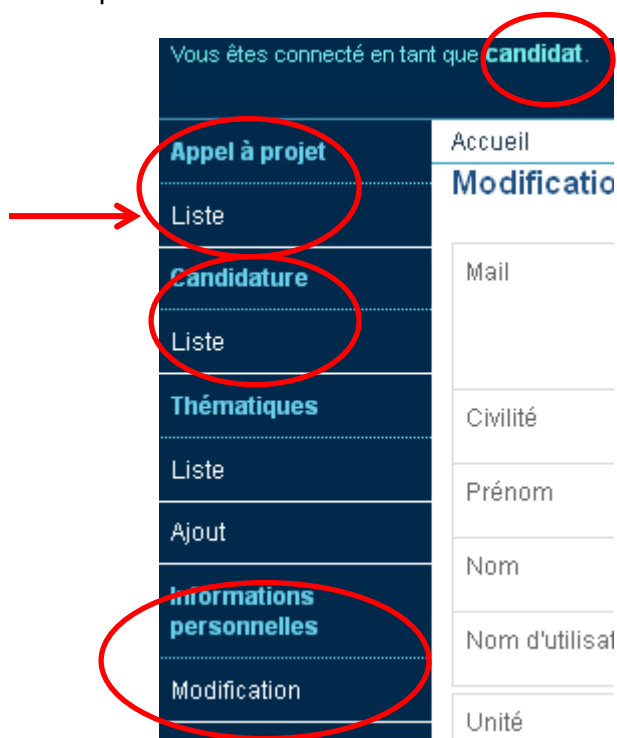 Vous êtes connecté en tant que candidat.
Appel à projet
Liste
Candidature
Liste
Thématiques
Liste
Ajout
Informations
personnelles
Modification
Accueil
Modificatio
Mail
Civilité
Prénom
Nom
Nom d'utilisat
Unité